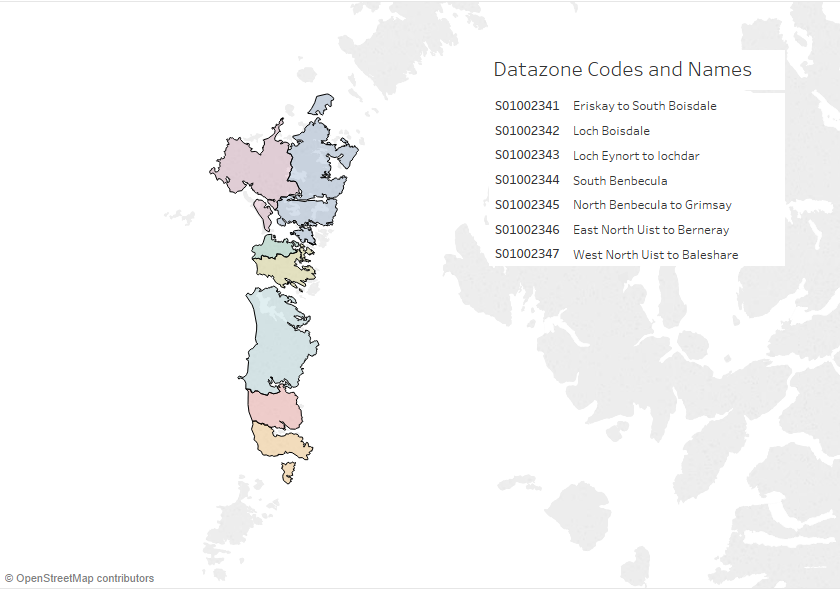 Datazone Codes and Names
S01002341 Eriskay to South Boisdale
S01002342 Loch Boisdale
S01002343 Loch Eynort to Iochdar
S01002344 South Benbecula
S01002345 North Benbecula to Grimsay
S01002346 East North Uist to Berneray
S01002347 West North Uist to Baleshare
© OpenStreetMap contributors